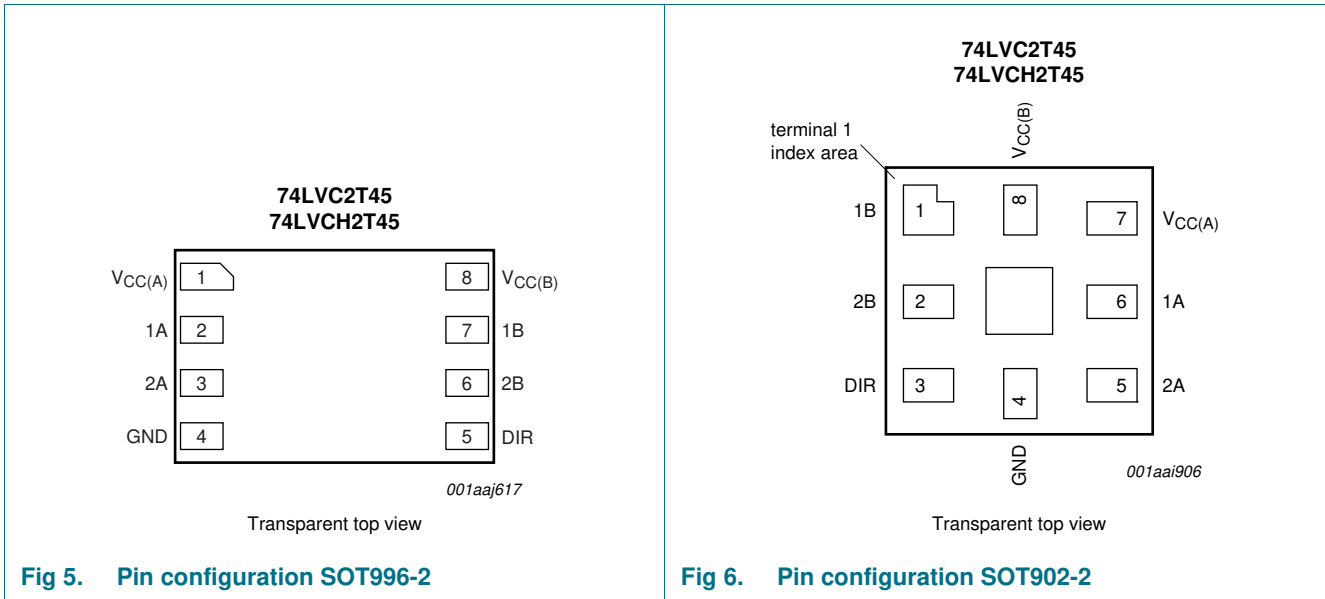 74LVC2T45
74LVCH2T45
VCC(A) 1 8 VCC(B)
1A 2 7 1B
2A 3 6 2B
GND 4 5 DIR
001aaj617
Transparent top view
Fig 5. Pin configuration SOT996-2
74LVC2T45
74LVCH2T45
terminal 1
index area
VCC(B)
1B 1 8 7 VCC(A)
2B 2 6 1A
DIR 3 4 5 2A
GND
001aai906
Transparent top view
Fig 6. Pin configuration SOT902-2